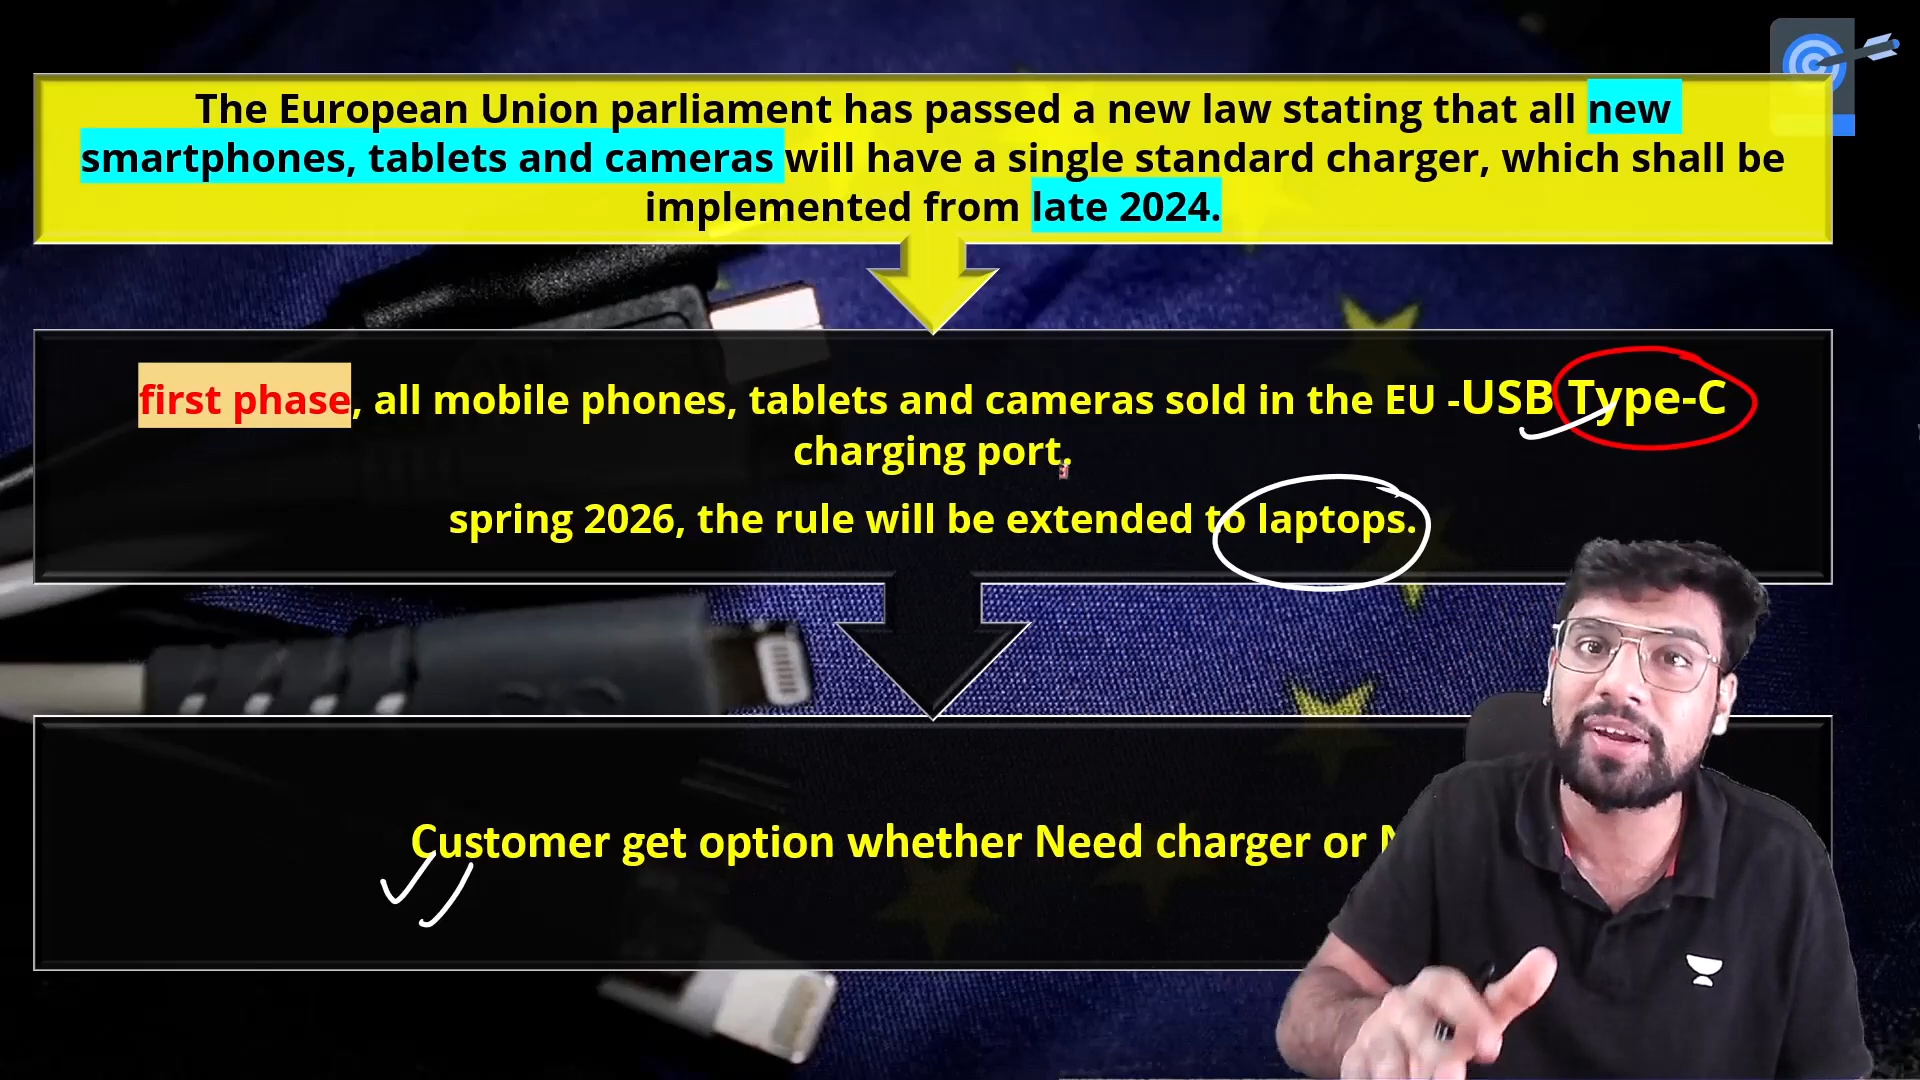 The European Union parliament has passed a new law stating that all new
smartphones, tablets and cameras will have a single standard charger, which shall be
implemented from late 2024.
first phase, all mobile phones, tablets and cameras sold in the EU -USB Type-C
charging port.
spring 2026, the rule will be extended to laptops.
Customer get option whether Need charger or